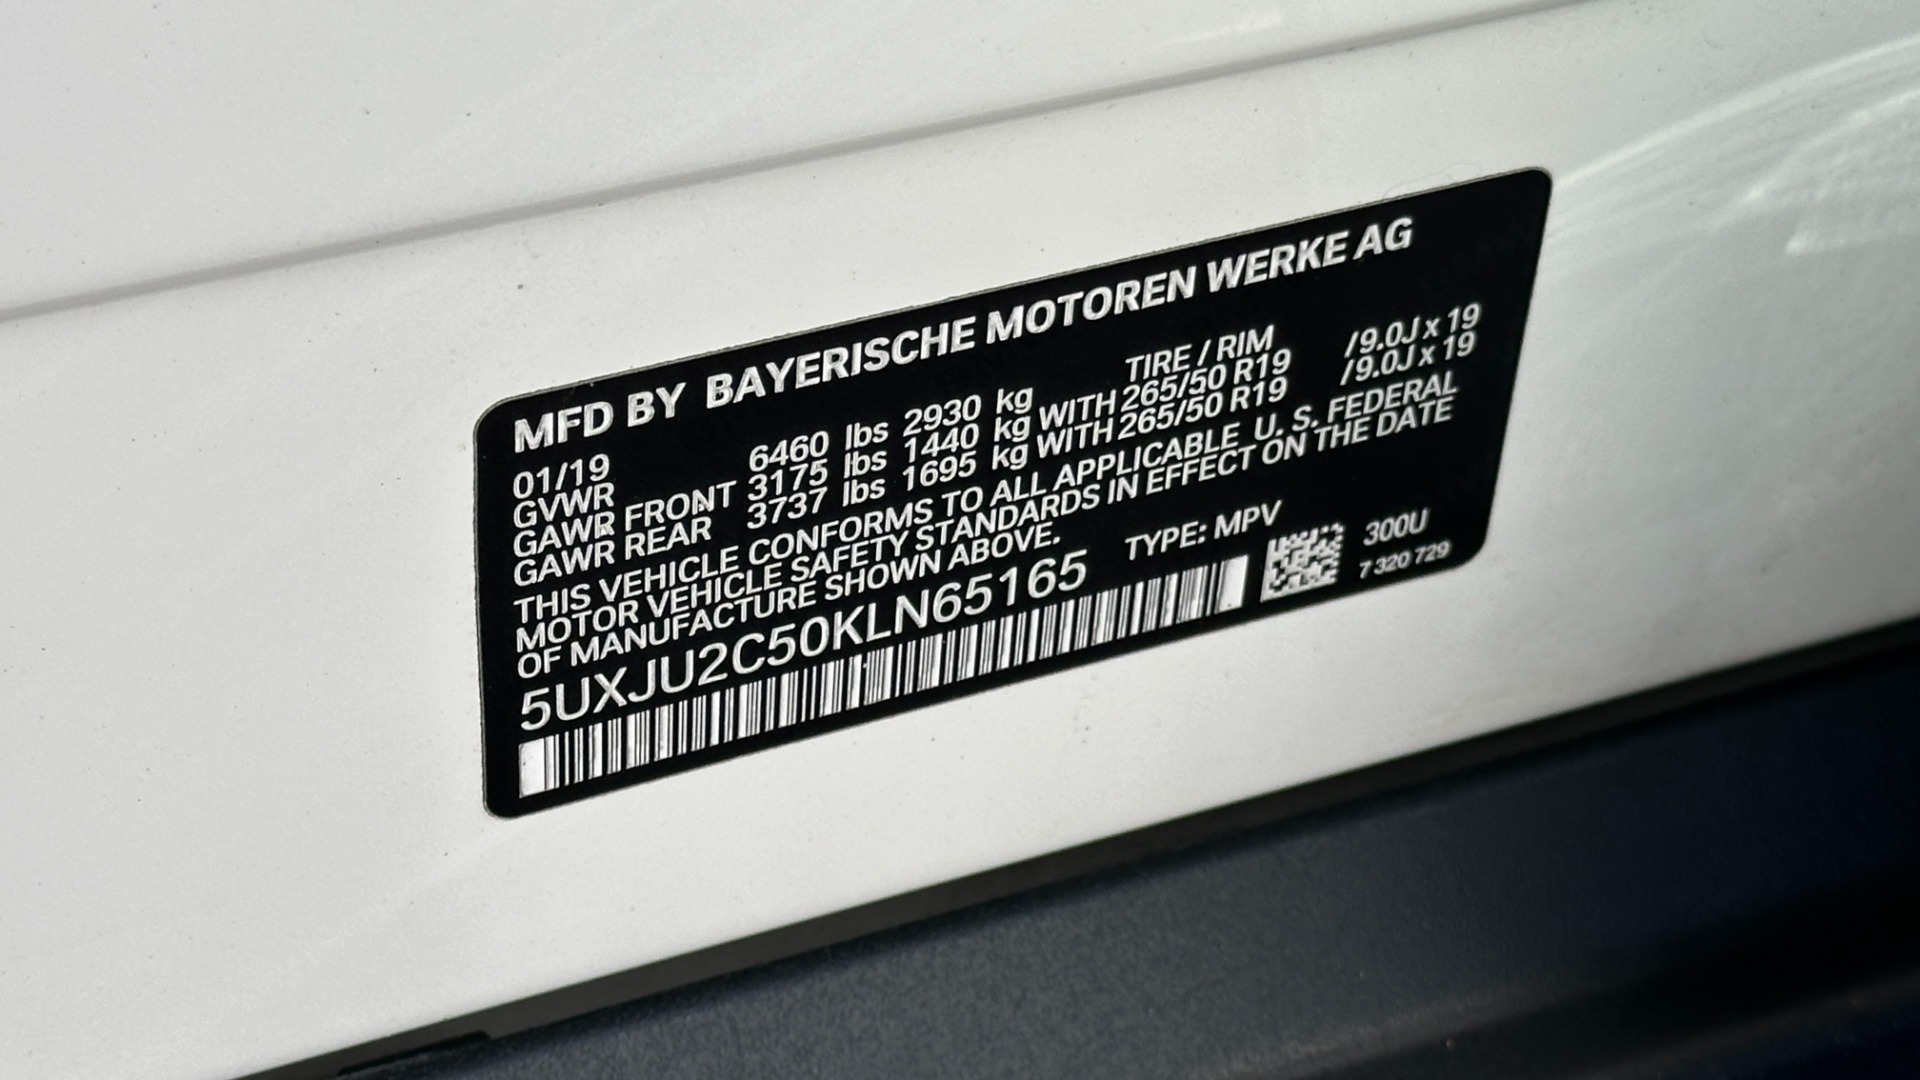 MFD BY BAYERISCHE MOTOREN WERKE AG
01/19 TIRE / RIM
GVWR 6460 lbs 2930 kg
GAWR FRONT 3175 lbs 1440 kg WITH 265/50 R19 /9.0J x 19
GAWR REAR 3737 lbs 1695 kg WITH 265/50 R19 /9.0J x 19
THIS VEHICLE CONFORMS TO ALL APPLICABLE U. S. FEDERAL
MOTOR VEHICLE SAFETY STANDARDS IN EFFECT ON THE DATE
OF MANUFACTURE SHOWN ABOVE.
5UXJU2C50KLN65165 TYPE: MPV 300U
7 320 729